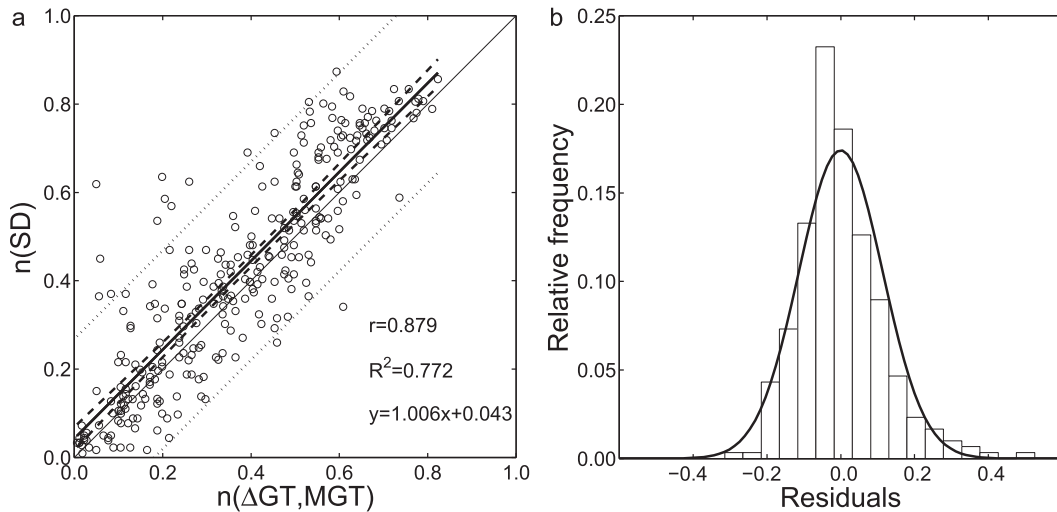 a
1.0
0.8
0.6
0.4
0.2
0.0
0.0 0.2 0.4 0.6 0.8 1.0
n(SD)
n(ΔGT,MGT)
r=0.879
R²=0.772
y=1.006x+0.043
b
0.25
0.20
0.15
0.10
0.05
0.00
−0.4 −0.2 0.0 0.2 0.4
Relative frequency
Residuals